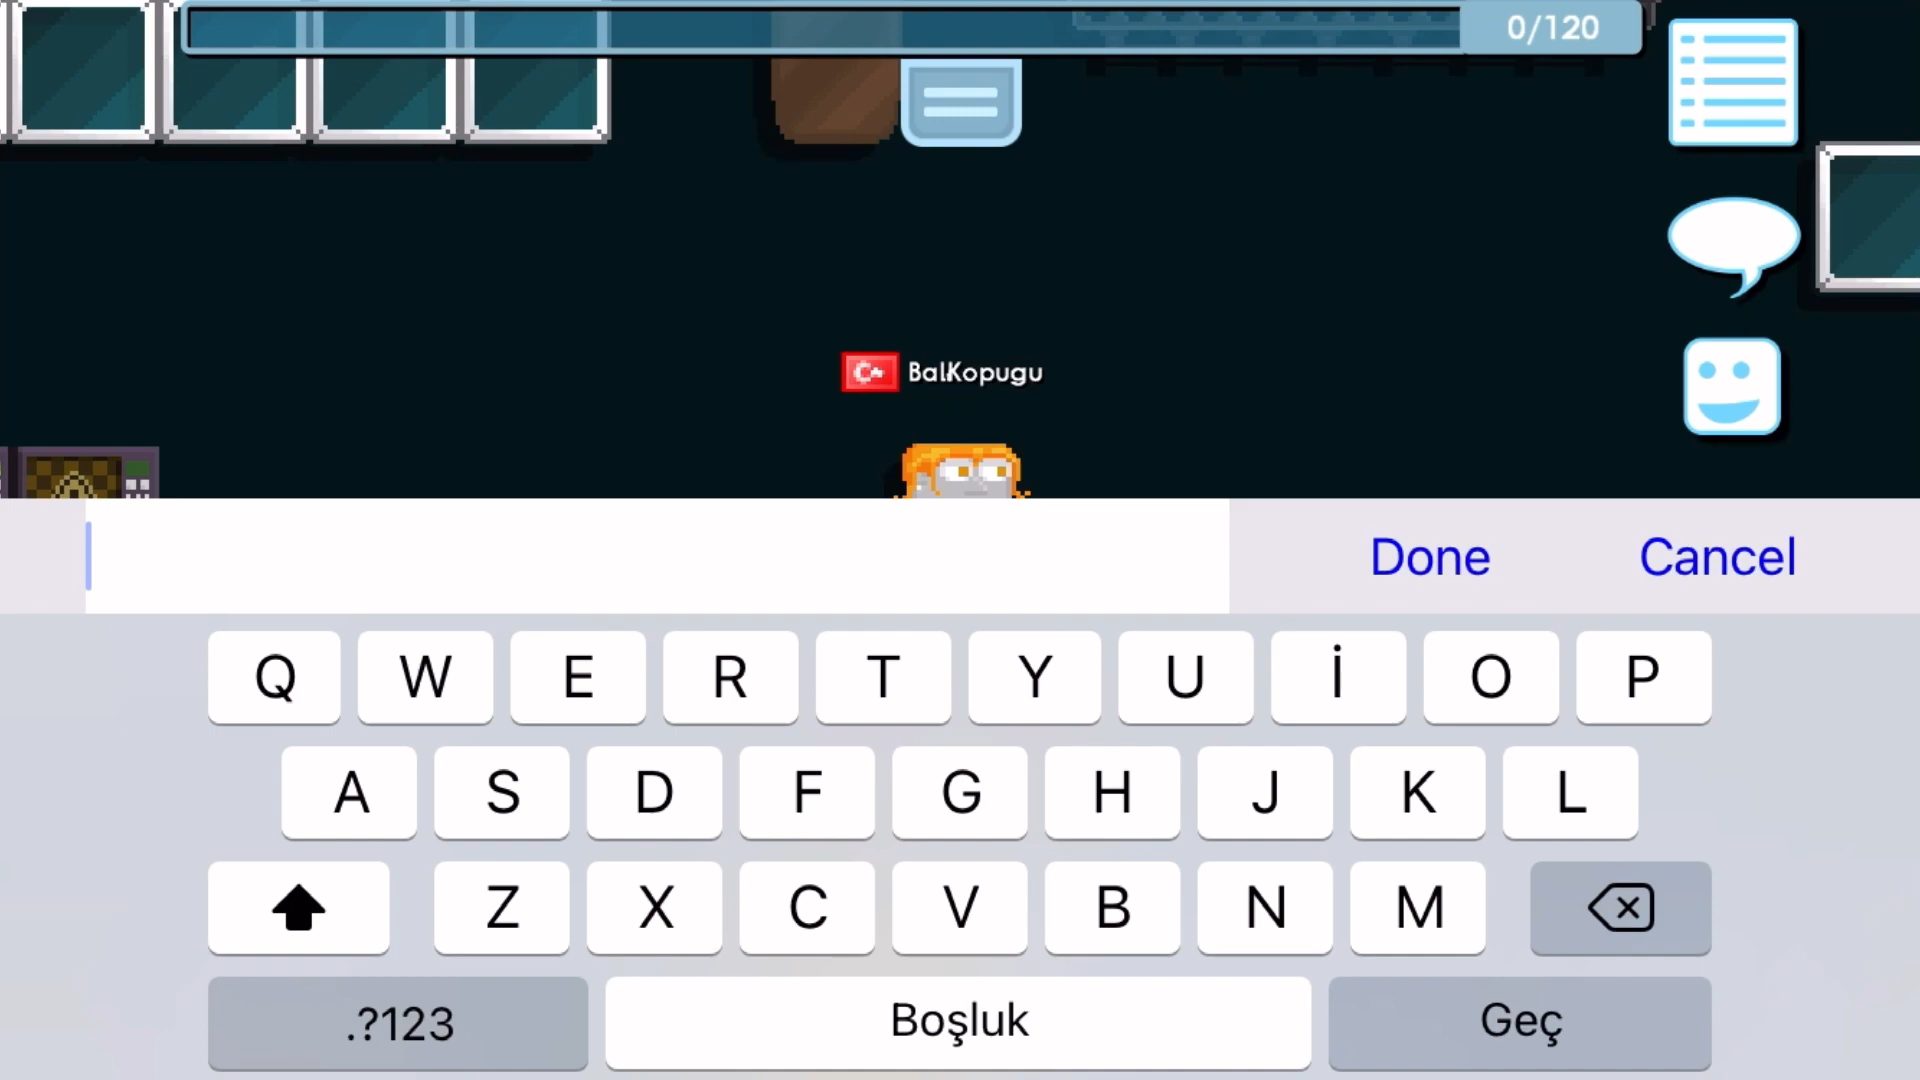 0/120
BalKopugu
Done Cancel
Q W E R T Y U İ O P
A S D F G H J K L
Z X C V B N M
.?123 Boşluk Geç